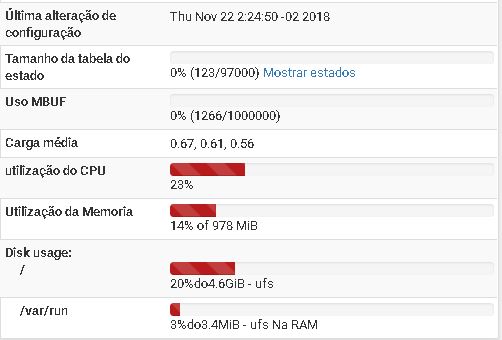 Última alteração de
configuração
Thu Nov 22 2:24:50 -02 2018
Tamanho da tabela do
estado
0% (123/97000) Mostrar estados
Uso MBUF
0% (1266/1000000)
Carga média
0.67, 0.61, 0.56
utilização do CPU
23%
Utilização da Memoria
14% of 978 MiB
Disk usage:
/
20%do4.6GiB - ufs
/var/run
3%do3.4MiB - ufs Na RAM